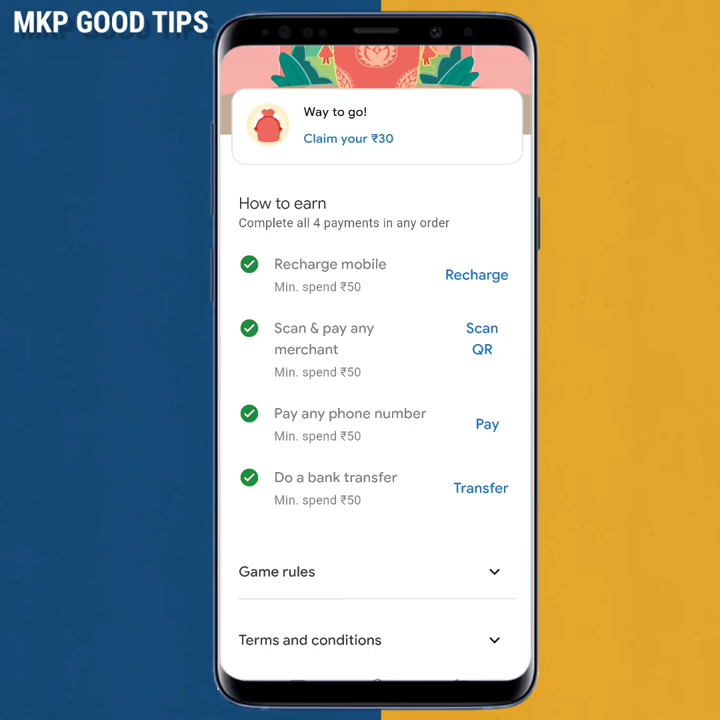 MKP GOOD TIPS
Way to go!
Claim your ₹30
How to earn
Complete all 4 payments in any order
Recharge mobile
Min. spend ₹50
Recharge
Scan & pay any
merchant
Min. spend ₹50
Scan
QR
Pay any phone number
Min. spend ₹50
Pay
Do a bank transfer
Min. spend ₹50
Transfer
Game rules
Terms and conditions